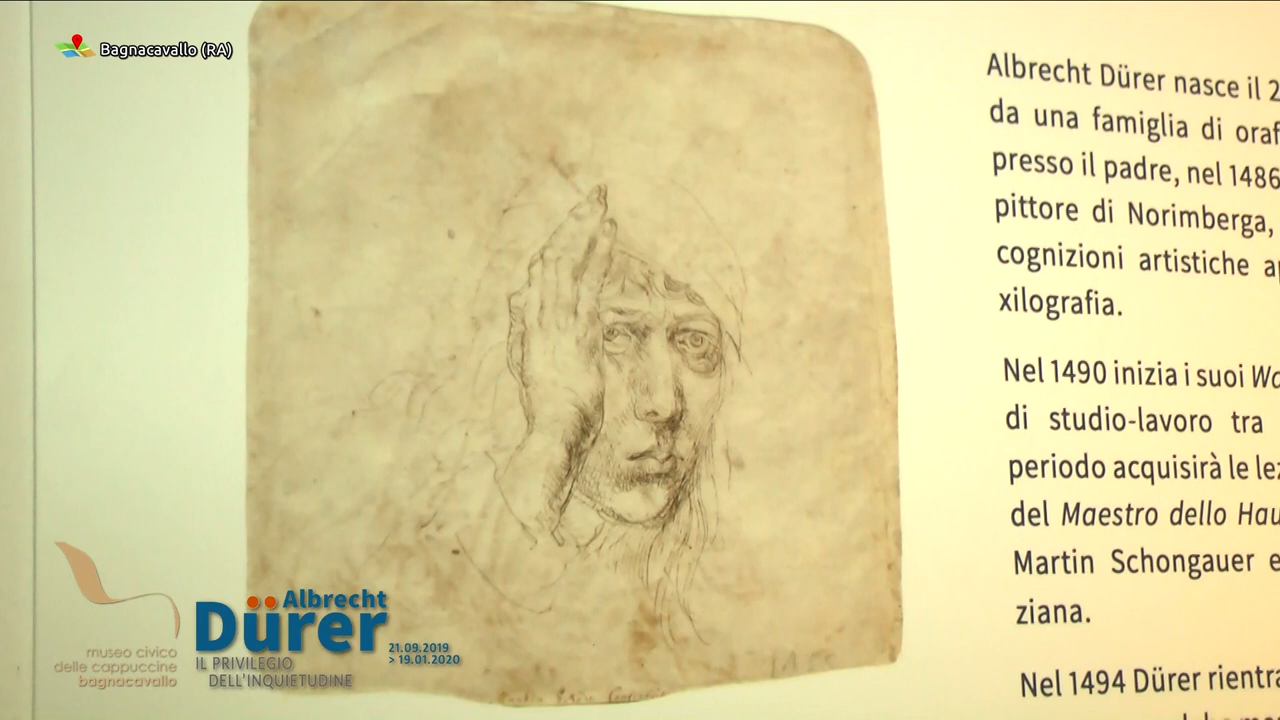 Bagnacavallo (RA)
Albrecht Dürer nasce il 2
da una famiglia di oraf
presso il padre, nel 1486
pittore di Norimberga,
cognizioni artistiche a
xilografia.
Nel 1490 inizia i suoi
di studio-lavoro tra
periodo acquisirà le le
del Maestro dello Hau
Martin Schongauer e
ziana.
Nel 1494 Dürer rientra
museo civico
delle cappuccine
bagnacavallo
Albrecht
Dürer
IL PRIVILEGIO
DELL'INQUIETUDINE
21.09.2019
> 19.01.2020